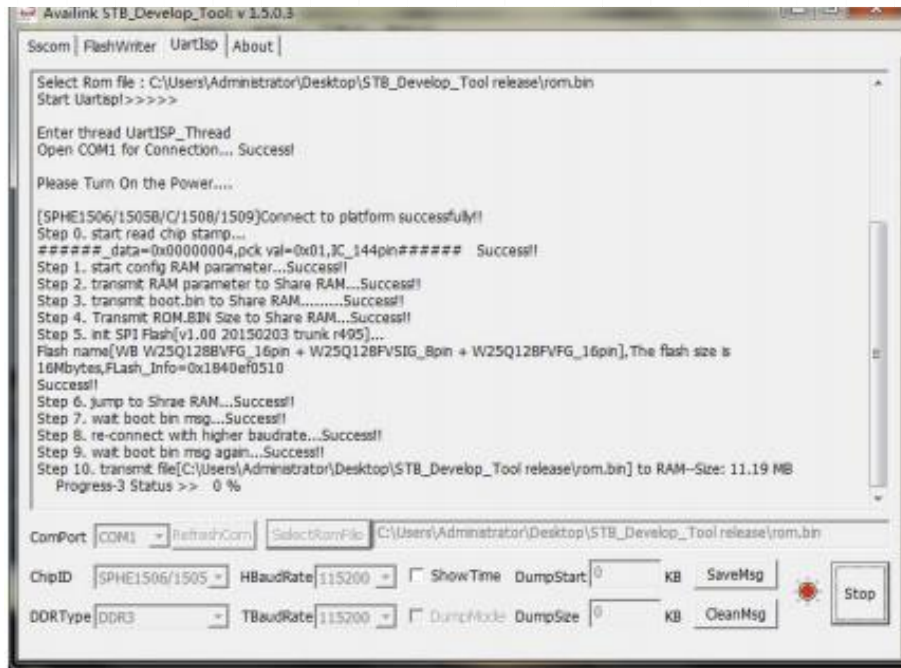 Availink STB_Develop_Tool: v 1.5.0.3
Sscom FlashWriter UartIsp About
Select Rom file : C:\Users\Administrator\Desktop\STB_Develop_Tool release\rom.bin
Start Uartisp!>>>>>
Enter thread UartISP_Thread
Open COM1 for Connection... Success!
Please Turn On the Power....
[SPHE1506/1505B/C/1508/1509]Connect to platform successfully!!
Step 0. start read chip stamp...
######_data=0x00000004,pck val=0x01,IC_144pin###### Success!!
Step 1. start config RAM parameter...Success!!
Step 2. transmit RAM parameter to Share RAM...Success!!
Step 3. transmit boot.bin to Share RAM.........Success!!
Step 4. Transmit ROM.BIN Size to Share RAM...Success!!
Step 5. init SPI Flash[v1.00 20150203 trunk r495]...
Flash name[WB W25Q128BVFG_16pin + W25Q128FVSIG_8pin + W25Q128FVFG_16pin],The flash size is
16Mbytes,FLash_Info=0x1840ef0510
Success!!
Step 6. jump to Shrae RAM...Success!!
Step 7. wait boot bin msg...Success!!
Step 8. re-connect with higher baudrate...Success!!
Step 9. wait boot bin msg again...Success!!
Step 10. transmit file[C:\Users\Administrator\Desktop\STB_Develop_Tool release\rom.bin] to RAM--Size: 11.19 MB
Progress-3 Status >> 0 %
ComPort COM1 RefreshCom SelectRomFile C:\Users\Administrator\Desktop\STB_Develop_Tool release\rom.bin
ChipID SPHE1506/1505 HBaudRate 115200 ShowTime DumpStart 0 KB SaveMsg
Stop
DDRType DDR3 TBaudRate 115200 DumpMode DumpSize 0 KB CleanMsg